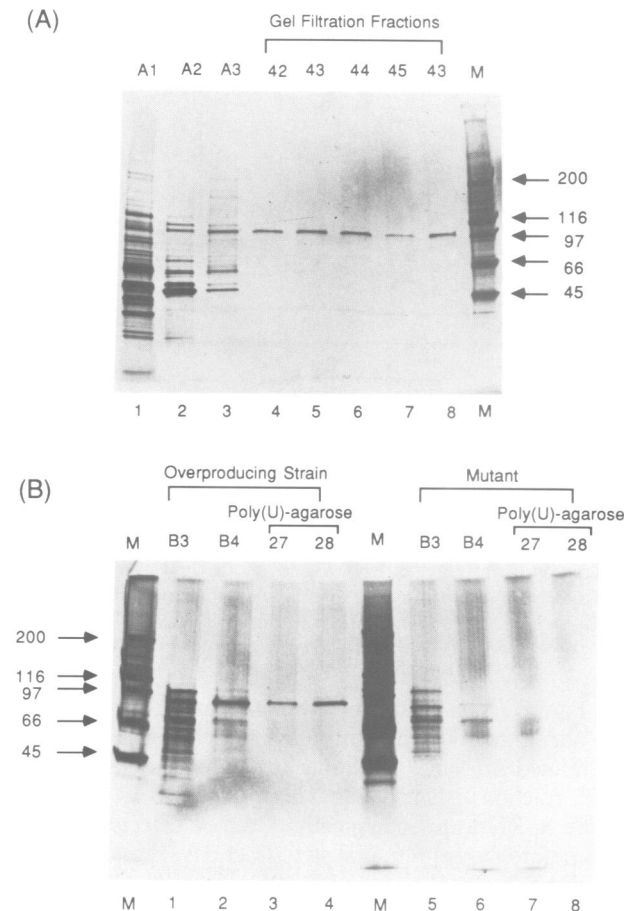 (A)
Gel Filtration Fractions
A1 A2 A3 42 43 44 45 43 M
200
116
97
66
45
1 2 3 4 5 6 7 8 M
(B)
Overproducing Strain Mutant
Poly(U)-agarose Poly(U)-agarose
M B3 B4 27 28 M B3 B4 27 28
200
116
97
66
45
M 1 2 3 4 M 5 6 7 8